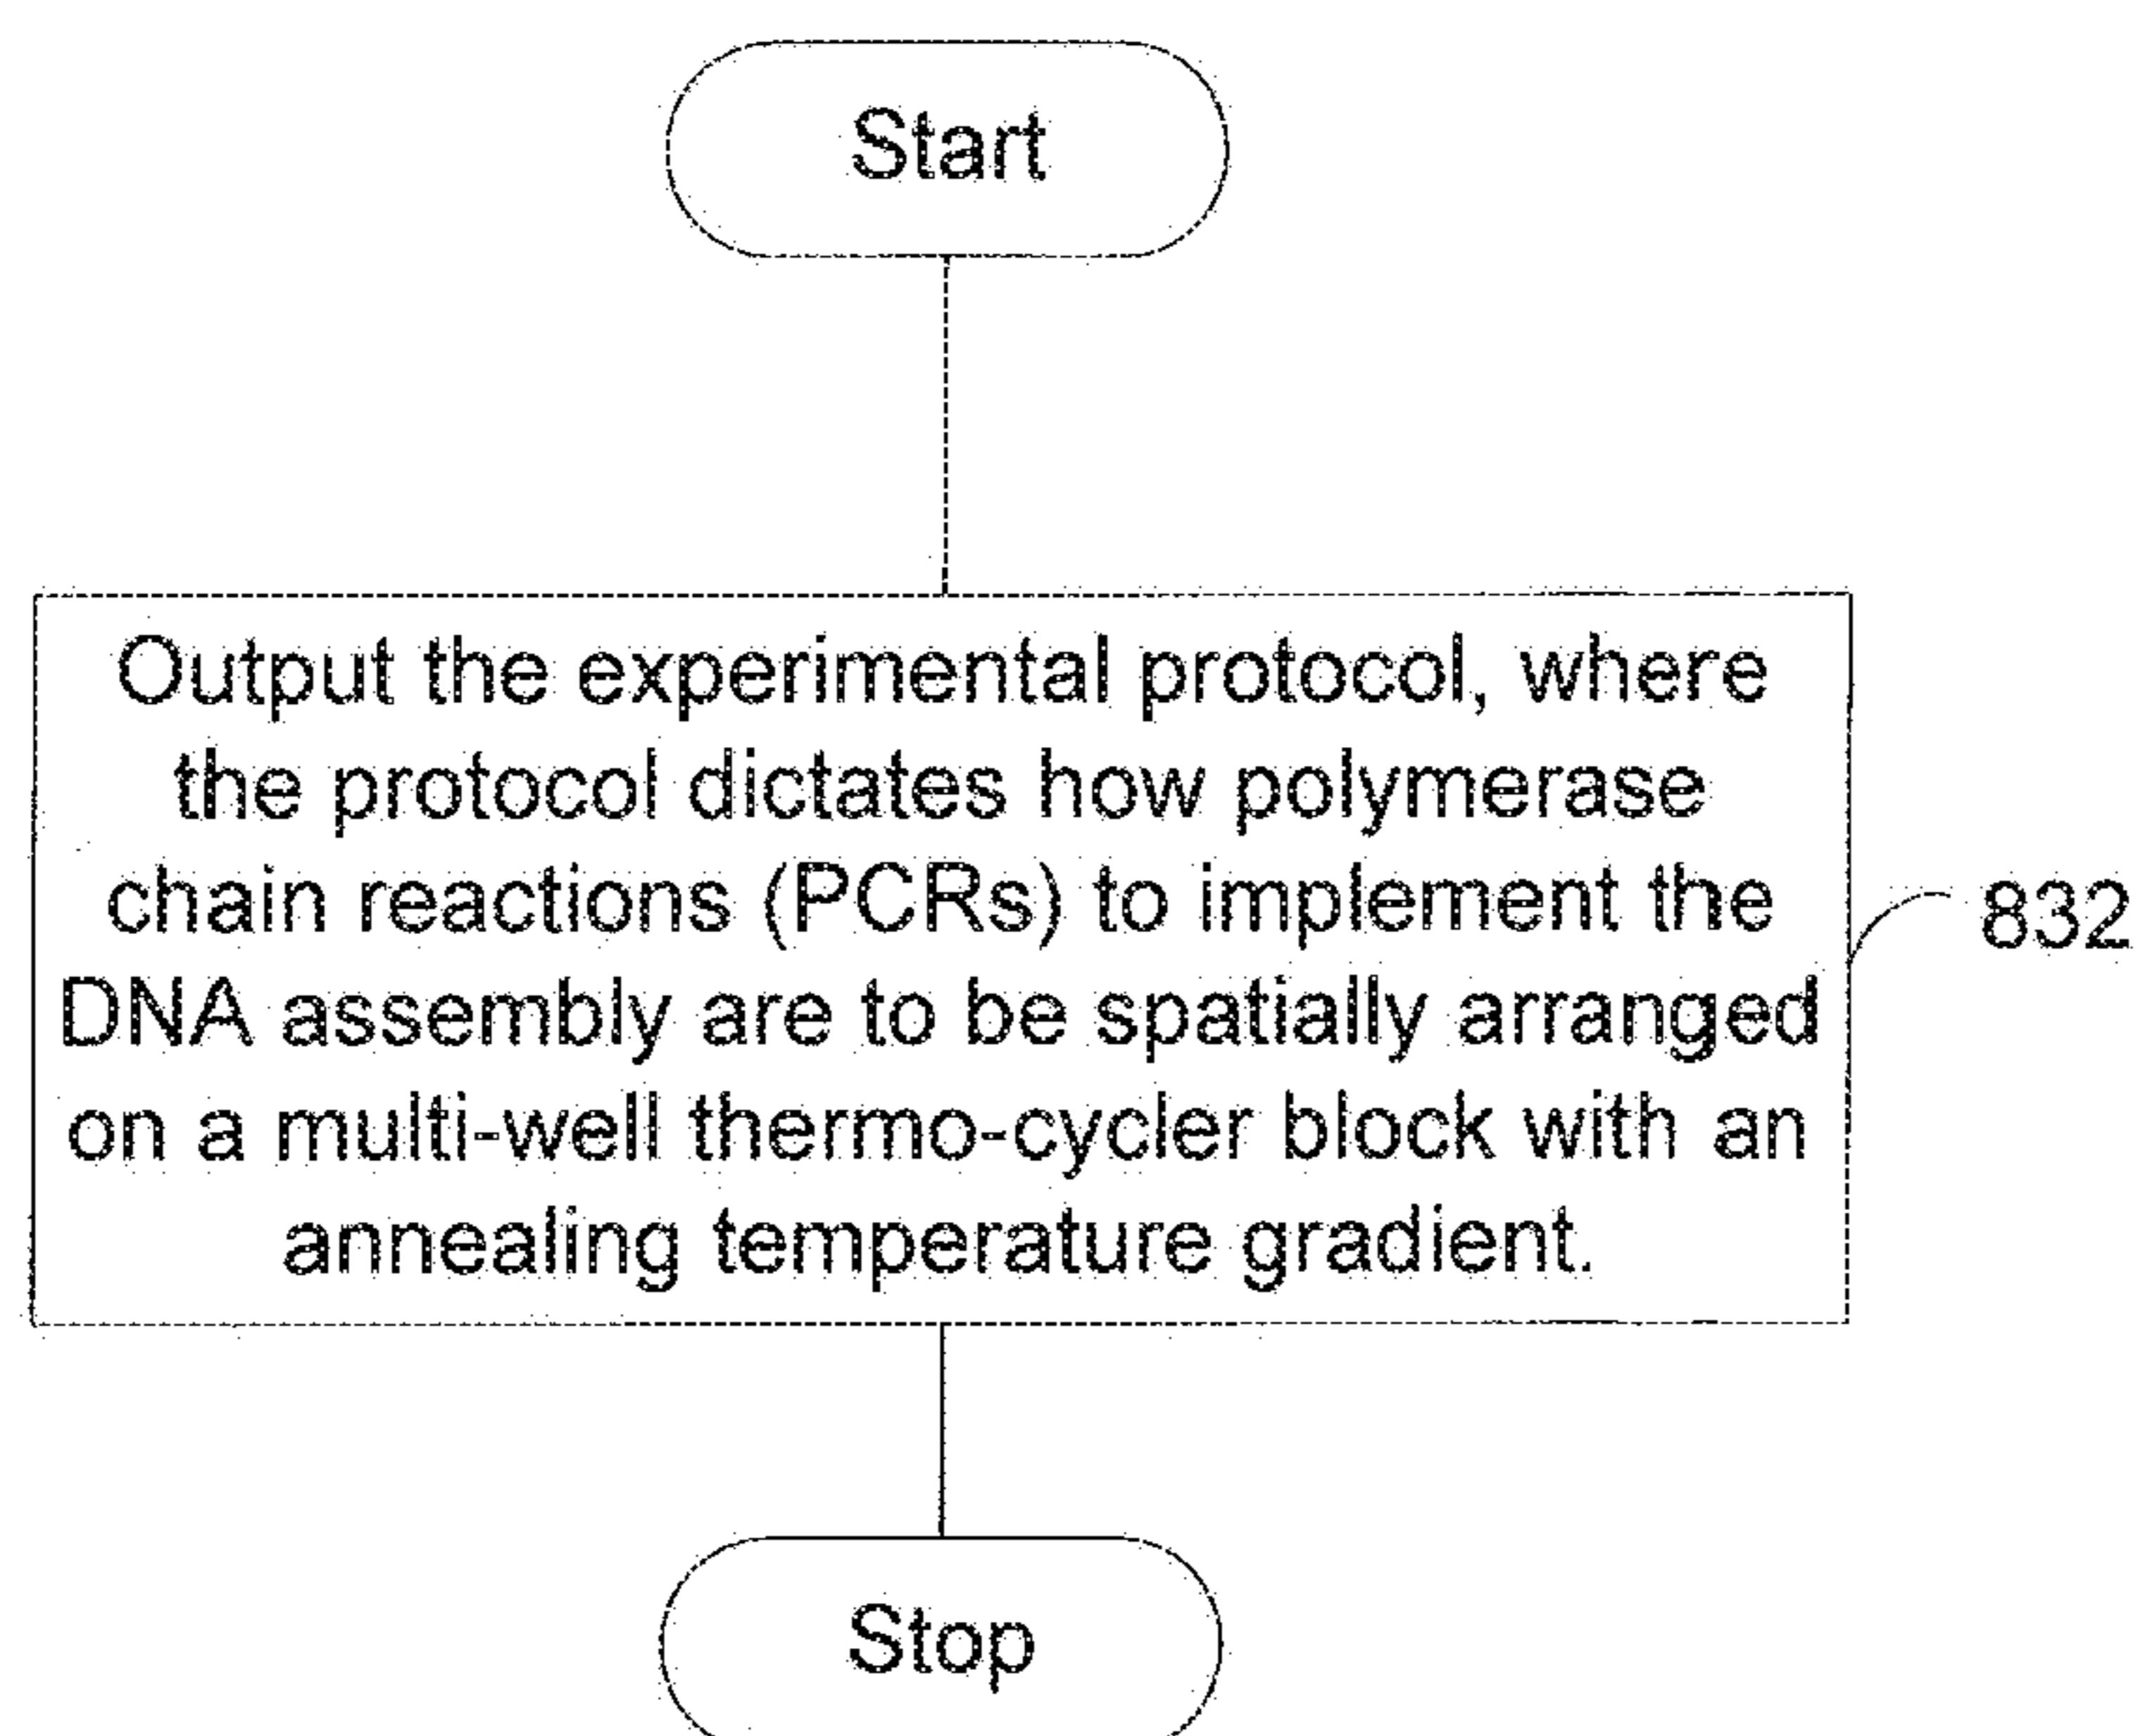 Start
Output the experimental protocol, where
the protocol dictates how polymerase
chain reactions (PCRs) to implement the
DNA assembly are to be spatially arranged
on a multi-well thermo-cycler block with an
annealing temperature gradient.
832
Stop